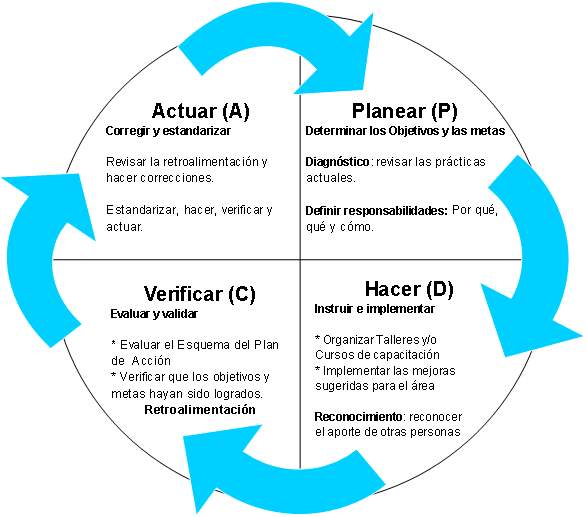 Actuar (A)
Corregir y estandarizar
Revisar la retroalimentación y
hacer correcciones.
Estandarizar, hacer, verificar y
actuar.
Planear (P)
Determinar los Objetivos y las metas
Diagnóstico: revisar las prácticas
actuales.
Definir responsabilidades: Por qué,
qué y cómo.
Verificar (C)
Evaluar y validar
* Evaluar el Esquema del Plan
de Acción
* Verificar que los objetivos y
metas hayan sido logrados.
Retroalimentación
Hacer (D)
Instruir e implementar
* Organizar Talleres y/o
Cursos de capacitación
* Implementar las mejoras
sugeridas para el área
Reconocimiento: reconocer
el aporte de otras personas